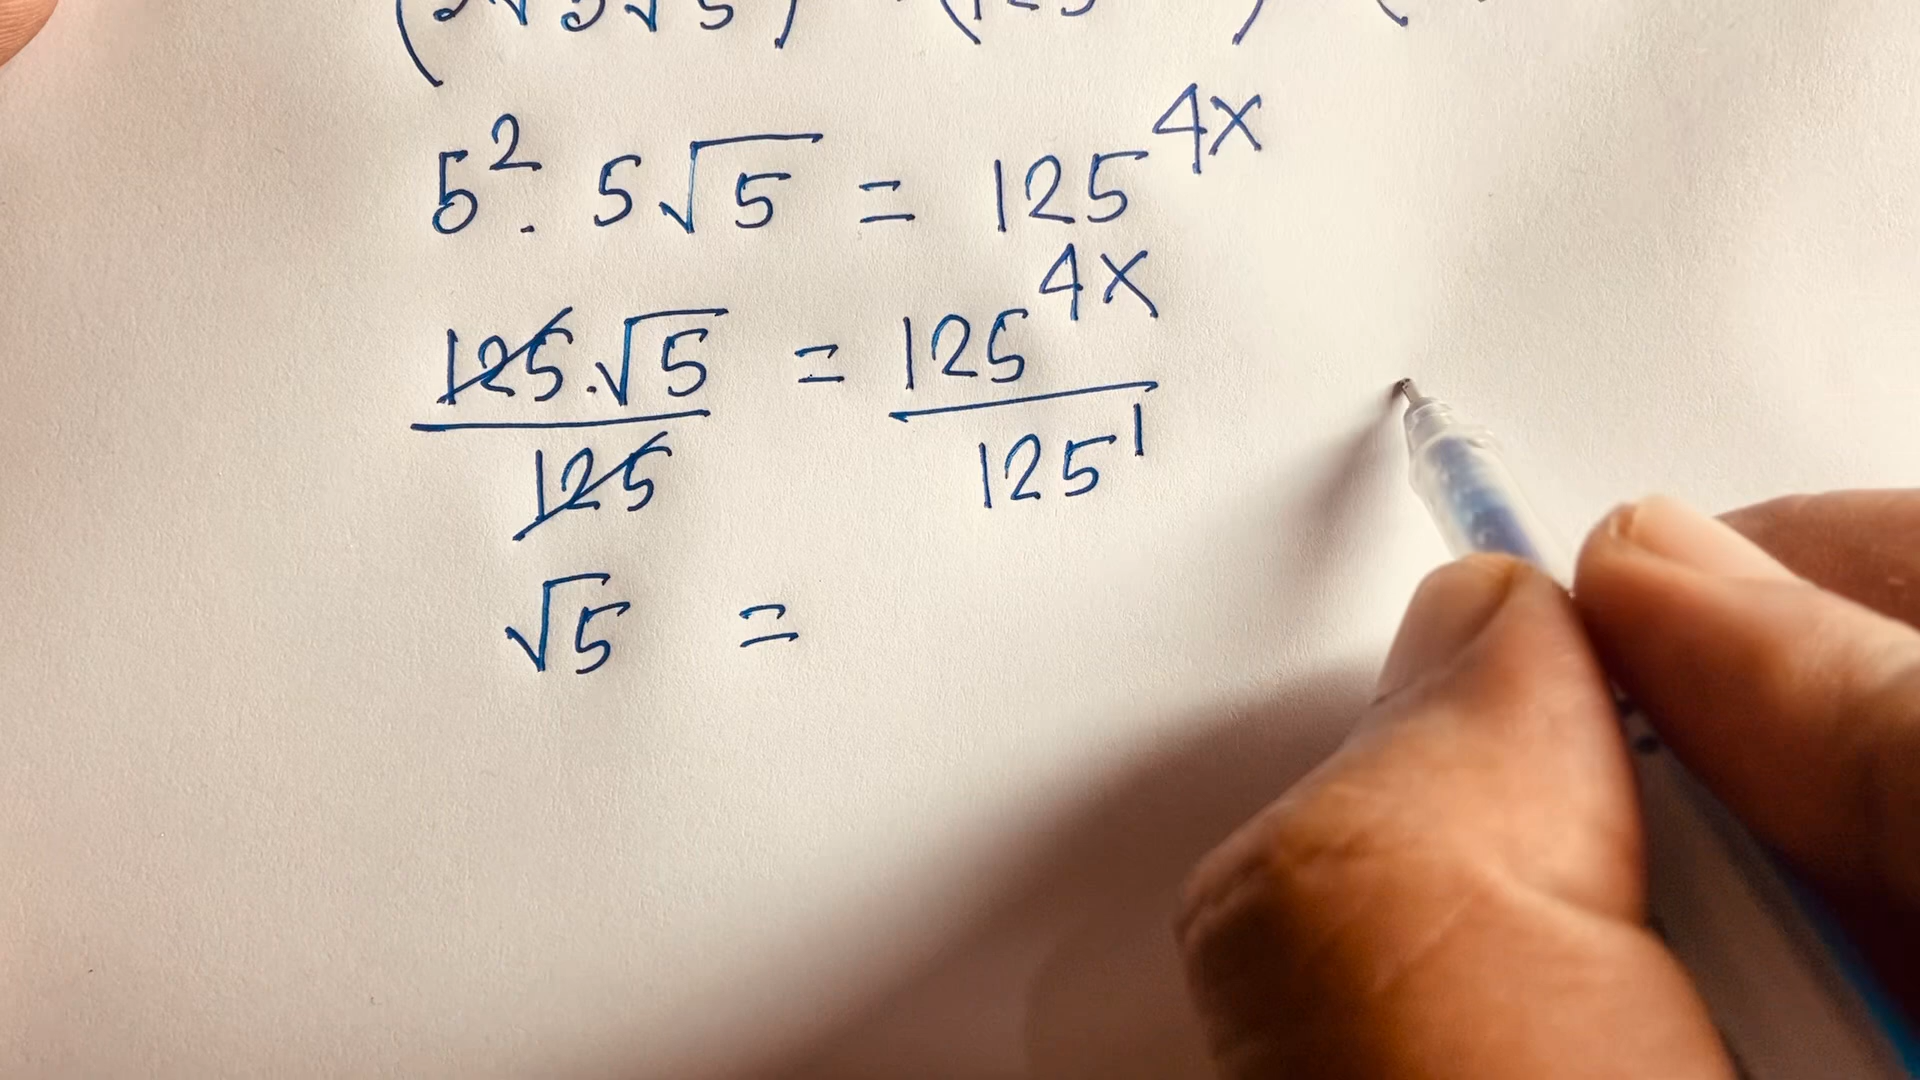 5² . 5√5 = 125^4x
125.√5/125 = 125^4x/125¹
√5 =